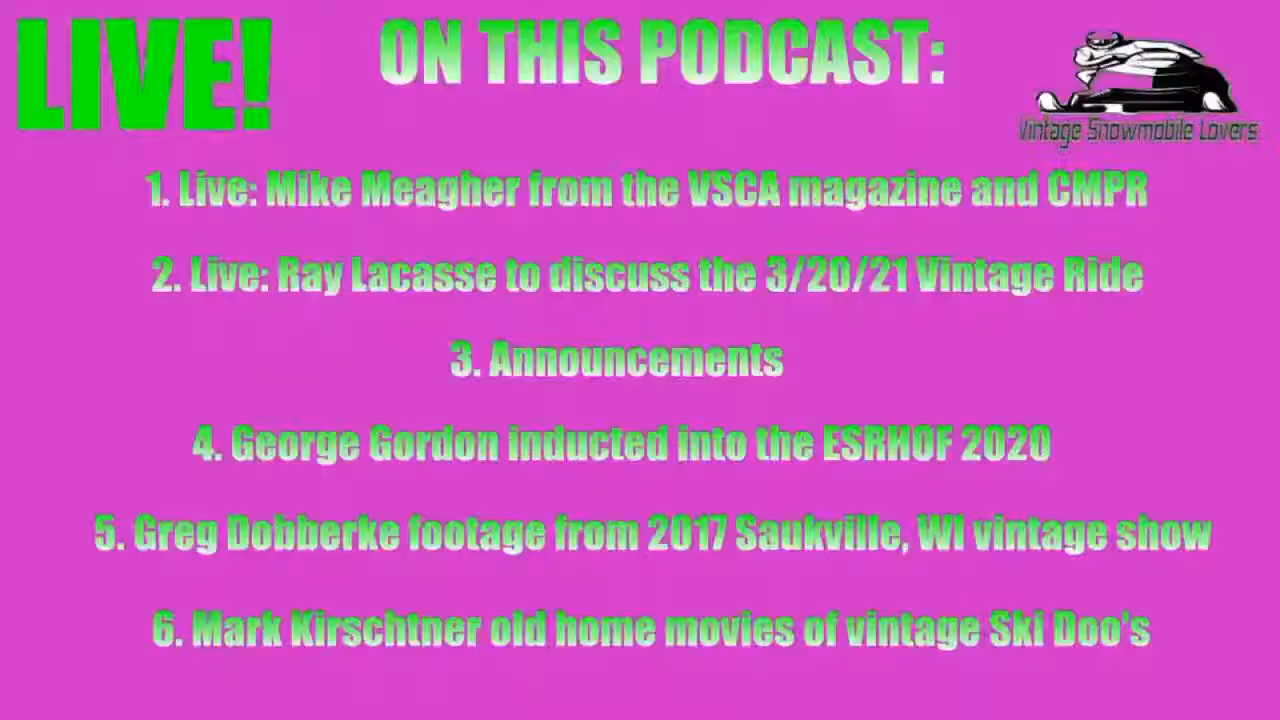 LIVE!
ON THIS PODCAST:
Vintage Snowmobile Lovers
1. Live: Mike Meagher from the VSCA magazine and CMPR
2. Live: Ray Lacasse to discuss the 3/20/21 Vintage Ride
3. Announcements
4. George Gordon inducted into the ESRHOF 2020
5. Greg Dobberke footage from 2017 Saukville, WI vintage show
6. Mark Kirschtner old home movies of vintage Ski Doo's